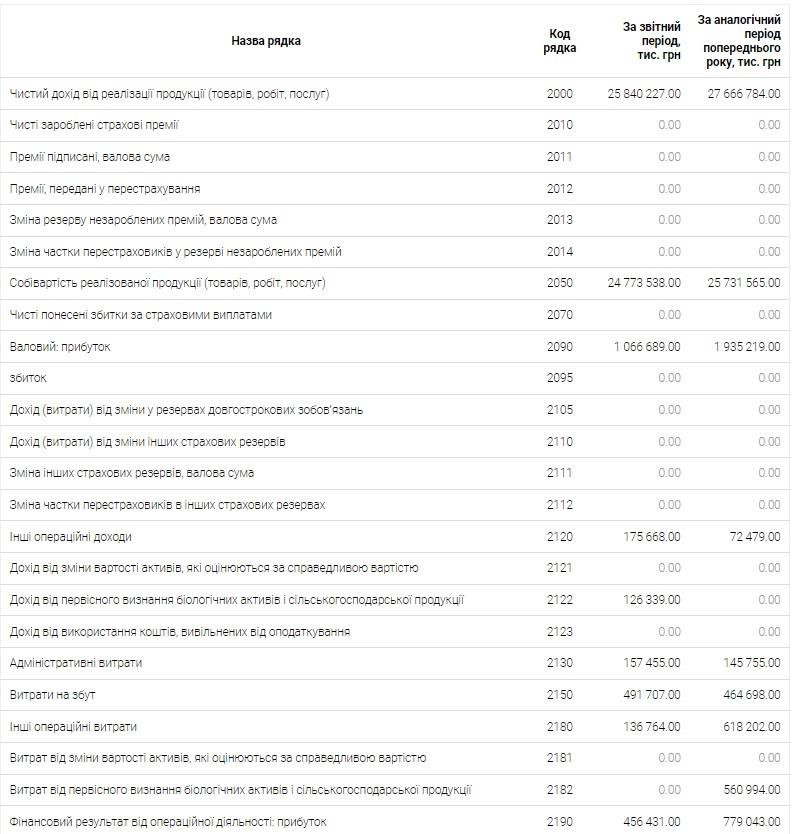 Назва рядка Код рядка За звітний період, тис. грн За аналогічний період попереднього року, тис. грн
Чистий дохід від реалізації продукції (товарів, робіт, послуг) 2000 25 840 227.00 27 666 784.00
Чисті зароблені страхові премії 2010 0.00 0.00
Премії підписані, валова сума 2011 0.00 0.00
Премії, передані у перестрахування 2012 0.00 0.00
Зміна резерву незароблених премій, валова сума 2013 0.00 0.00
Зміна частки перестраховиків у резерві незароблених премій 2014 0.00 0.00
Собівартість реалізованої продукції (товарів, робіт, послуг) 2050 24 773 538.00 25 731 565.00
Чисті понесені збитки за страховими виплатами 2070 0.00 0.00
Валовий: прибуток 2090 1 066 689.00 1 935 219.00
збиток 2095 0.00 0.00
Дохід (витрати) від зміни у резервах довгострокових зобов'язань 2105 0.00 0.00
Дохід (витрати) від зміни інших страхових резервів 2110 0.00 0.00
Зміна інших страхових резервів, валова сума 2111 0.00 0.00
Зміна частки перестраховиків в інших страхових резервах 2112 0.00 0.00
Інші операційні доходи 2120 175 668.00 72 479.00
Дохід від зміни вартості активів, які оцінюються за справедливою вартістю 2121 0.00 0.00
Дохід від первісного визнання біологічних активів і сільськогосподарської продукції 2122 126 339.00 0.00
Дохід від використання коштів, вивільнених від оподаткування 2123 0.00 0.00
Адміністративні витрати 2130 157 455.00 145 755.00
Витрати на збут 2150 491 707.00 464 698.00
Інші операційні витрати 2180 136 764.00 618 202.00
Витрат від зміни вартості активів, які оцінюються за справедливою вартістю 2181 0.00 0.00
Витрат від первісного визнання біологічних активів і сільськогосподарської продукції 2182 0.00 560 994.00
Фінансовий результат від операційної діяльності: прибуток 2190 456 431.00 779 043.00